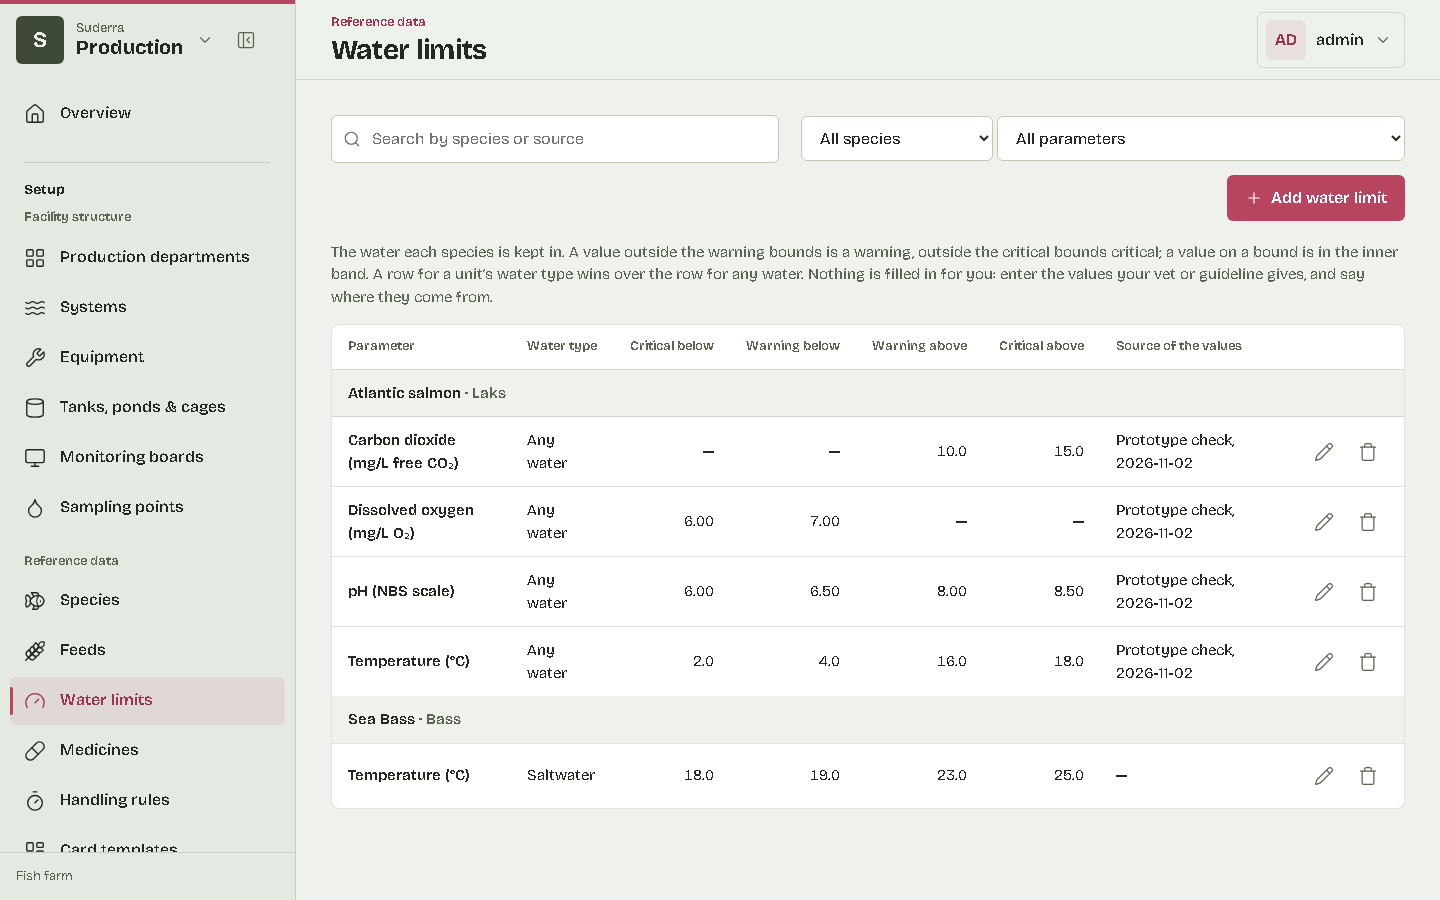 S
Suderra
Production
Overview
Setup
Facility structure
Production departments
Systems
Equipment
Tanks, ponds & cages
Monitoring boards
Sampling points
Reference data
Species
Feeds
Water limits
Medicines
Handling rules
Card templates
Fish farm
Reference data
Water limits
AD admin
Search by species or source
All species
All parameters
+ Add water limit
The water each species is kept in. A value outside the warning bounds is a warning, outside the critical bounds critical; a value on a bound is in the inner
band. A row for a unit's water type wins over the row for any water. Nothing is filled in for you: enter the values your vet or guideline gives, and say
where they come from.
Parameter Water type Critical below Warning below Warning above Critical above Source of the values
Atlantic salmon · Laks
Carbon dioxide
(mg/L free CO₂)
Any
water
— — 10.0 15.0
Prototype check,
2026-11-02
Dissolved oxygen
(mg/L O₂)
Any
water
6.00 7.00 — —
Prototype check,
2026-11-02
pH (NBS scale)
Any
water
6.00 6.50 8.00 8.50
Prototype check,
2026-11-02
Temperature (°C)
Any
water
2.0 4.0 16.0 18.0
Prototype check,
2026-11-02
Sea Bass · Bass
Temperature (°C) Saltwater 18.0 19.0 23.0 25.0 —